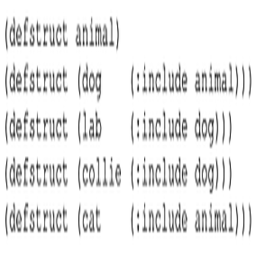 (defstruct animal)
(defstruct (dog (:include animal)))
(defstruct (lab (:include dog)))
(defstruct (collie (:include dog)))
(defstruct (cat (:include animal)))